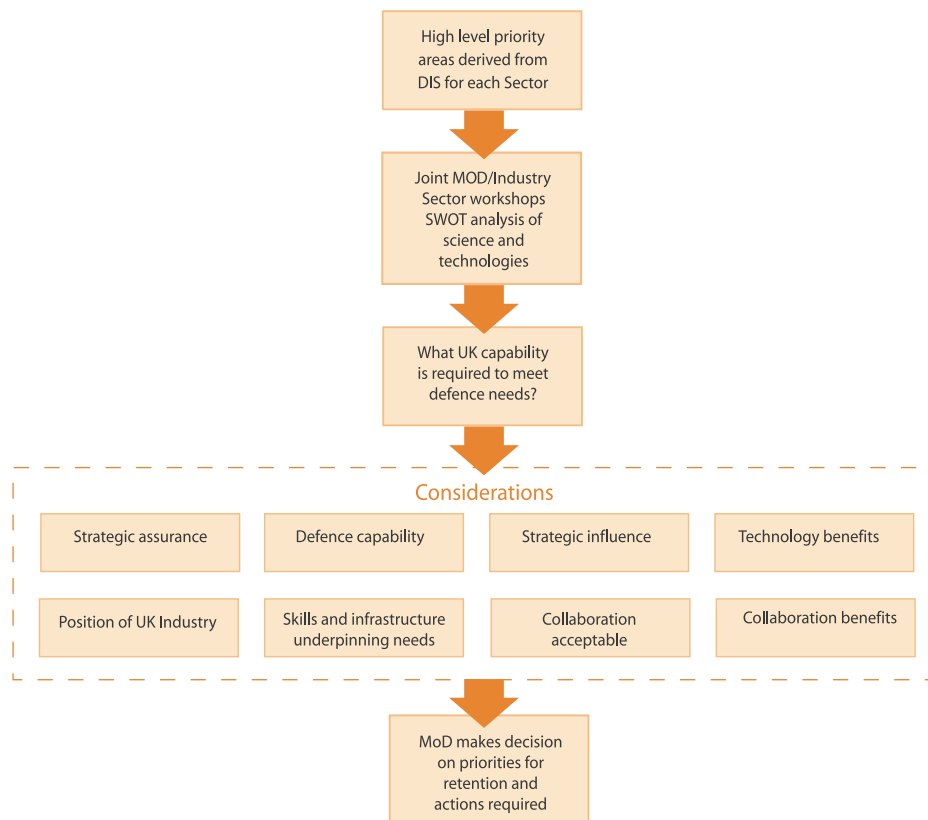 High level priority
areas derived from
DIS for each Sector
Joint MOD/Industry
Sector workshops
SWOT analysis of
science and
technologies
What UK capability
is required to meet
defence needs?
Considerations
Strategic assurance
Defence capability
Strategic influence
Technology benefits
Position of UK Industry
Skills and infrastructure
underpinning needs
Collaboration
acceptable
Collaboration benefits
MoD makes decision
on priorities for
retention and
actions required